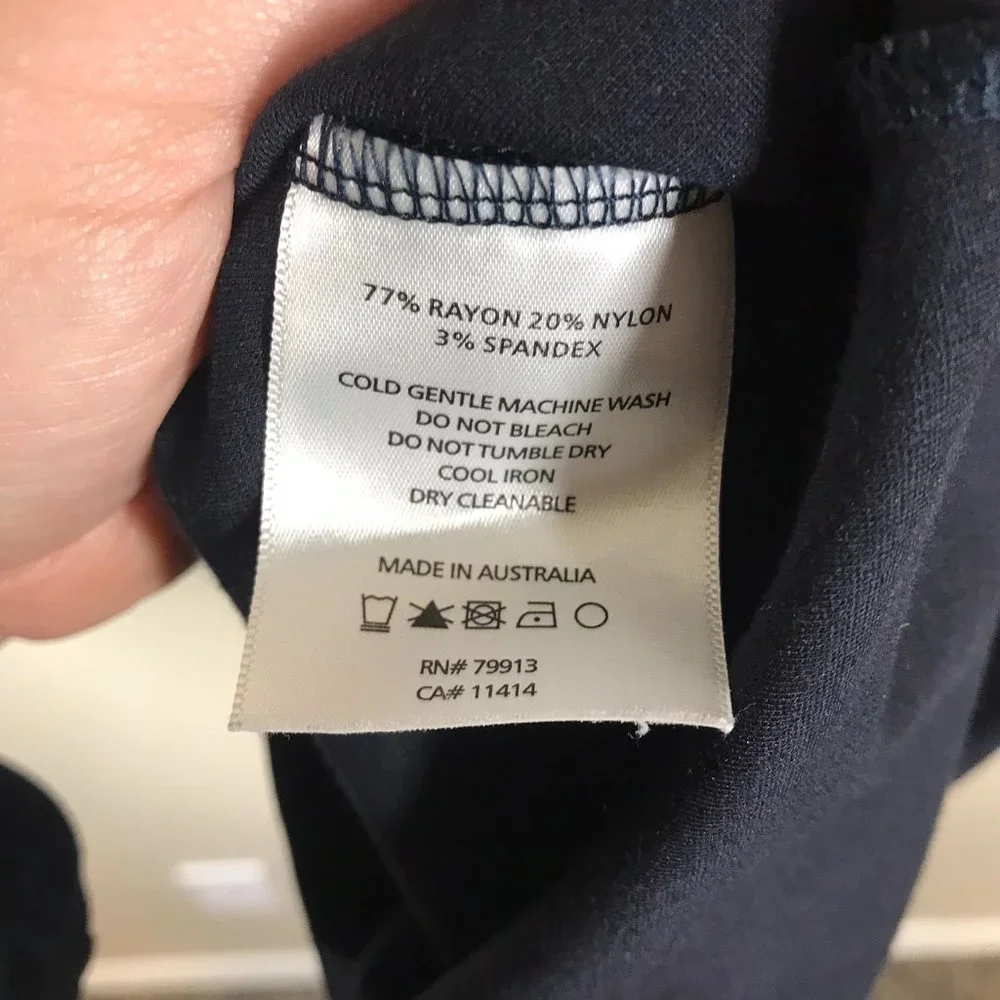 77% RAYON 20% NYLON
3% SPANDEX
COLD GENTLE MACHINE WASH
DO NOT BLEACH
DO NOT TUMBLE DRY
COOL IRON
DRY CLEANABLE
MADE IN AUSTRALIA
RN# 79913
CA# 11414